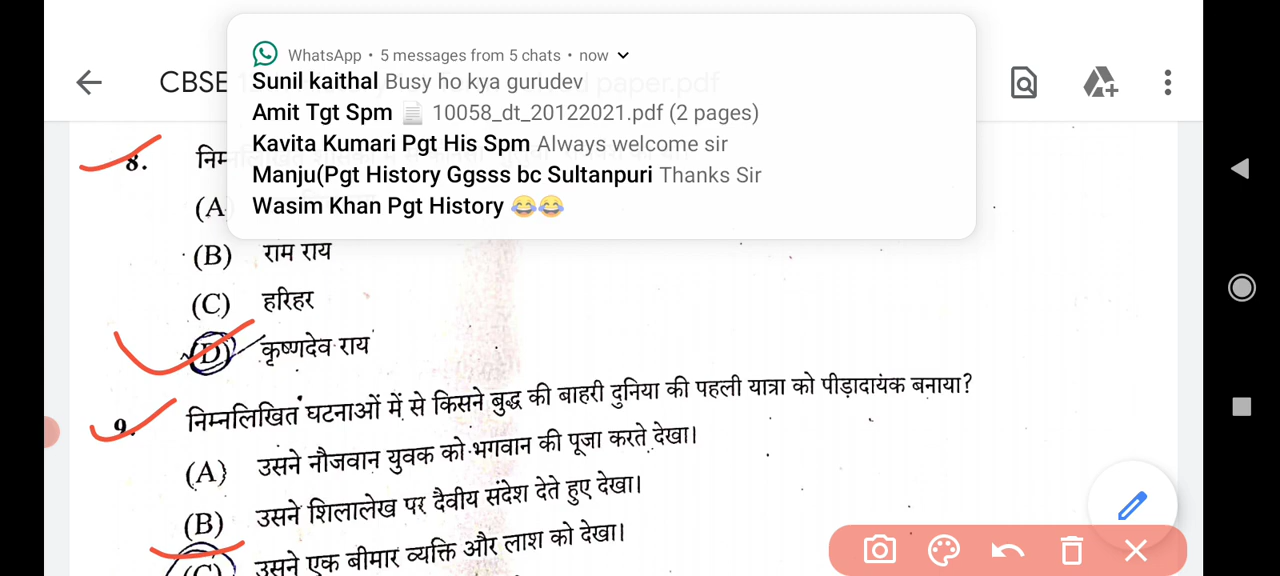 WhatsApp • 5 messages from 5 chats • now
Sunil kaithal Busy ho kya gurudev
CBSE paper.pdf
Amit Tgt Spm 10058_dt_20122021.pdf (2 pages)
Kavita Kumari Pgt His Spm Always welcome sir
8.
Manju(Pgt History Ggsss bc Sultanpuri Thanks Sir
(A
Wasim Khan Pgt History 😂😂
(B) राम राय
(C) हरिहर
(D) कृष्णदेव राय
9. निम्नलिखित घटनाओं में से किसने बुद्ध की बाहरी दुनिया की पहली यात्रा को पीड़ादायक बनाया?
(A) उसने नौजवान युवक को भगवान की पूजा करते देखा।
(B) उसने शिलालेख पर दैवीय संदेश देते हुए देखा।
(C) उसने एक बीमार व्यक्ति और लाश को देखा।